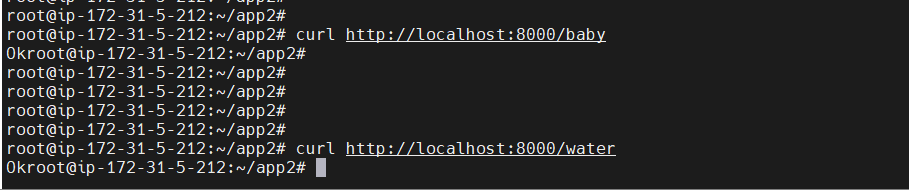 root@ip-172-31-5-212:~/app2#
root@ip-172-31-5-212:~/app2#
root@ip-172-31-5-212:~/app2# curl http://localhost:8000/baby
Okroot@ip-172-31-5-212:~/app2#
root@ip-172-31-5-212:~/app2#
root@ip-172-31-5-212:~/app2#
root@ip-172-31-5-212:~/app2#
root@ip-172-31-5-212:~/app2#
root@ip-172-31-5-212:~/app2# curl http://localhost:8000/water
Okroot@ip-172-31-5-212:~/app2#